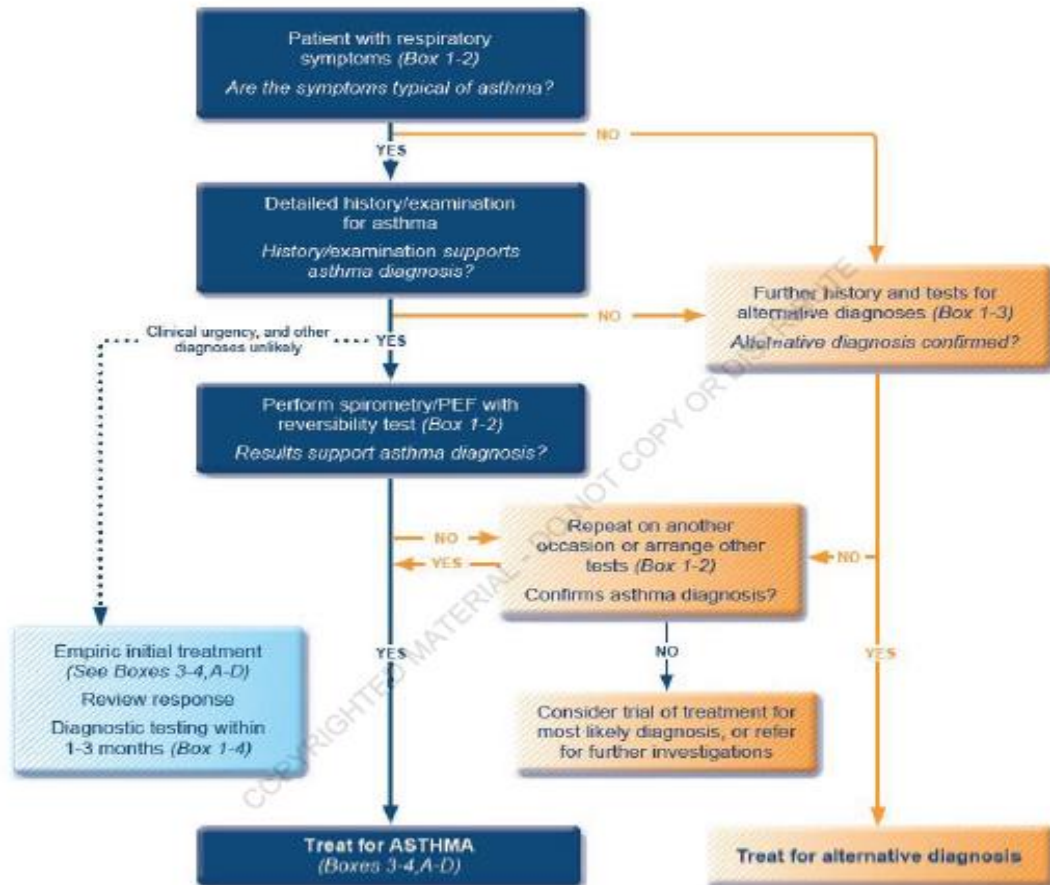 Patient with respiratory
symptoms (Box 1-2)
Are the symptoms typical of asthma?
NO
YES
Detailed history/examination
for asthma
History/examination supports
asthma diagnosis?
Further history and tests for
alternative diagnoses (Box 1-3)
Alternative diagnosis confirmed?
Clinical urgency, and other
diagnoses unlikely
YES
NO
Perform spirometry/PEF with
reversibility test (Box 1-2)
Results support asthma diagnosis?
Repeat on another
occasion or arrange other
tests (Box 1-2)
Confirms asthma diagnosis?
NO
YES
NO
Empiric initial treatment
(See Boxes 3-4,A-D)
Review response
Diagnostic testing within
1-3 months (Box 1-4)
YES
NO
YES
Consider trial of treatment for
most likely diagnosis, or refer
for further investigations
Treat for ASTHMA
(Boxes 3-4,A-D)
Treat for alternative diagnosis
COPYRIGHTED MATERIAL - DO NOT COPY OR DISTRIBUTE